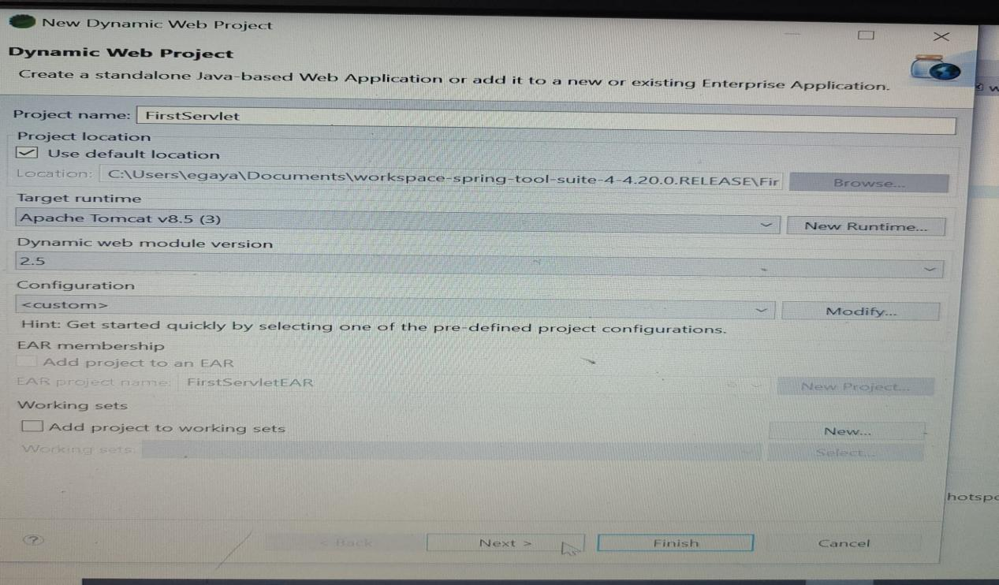 New Dynamic Web Project
Dynamic Web Project
Create a standalone Java-based Web Application or add it to a new or existing Enterprise Application.
Project name: FirstServlet
Project location
Use default location
Location: C:\Users\egaya\Documents\workspace-spring-tool-suite-4-4.20.0.RELEASE\Fir Browse...
Target runtime
Apache Tomcat v8.5 (3) New Runtime...
Dynamic web module version
2.5
Configuration
<custom> Modify...
Hint: Get started quickly by selecting one of the pre-defined project configurations.
EAR membership
Add project to an EAR
EAR project name: FirstServletEAR New Project...
Working sets
Add project to working sets New...
Working sets: Select...
hotspo
? < Back Next > Finish Cancel